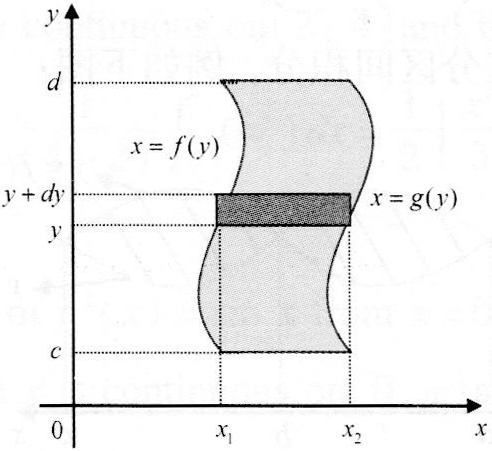 y
d
x = f(y)
y + dy
x = g(y)
y
c
0
x₁
x₂
x